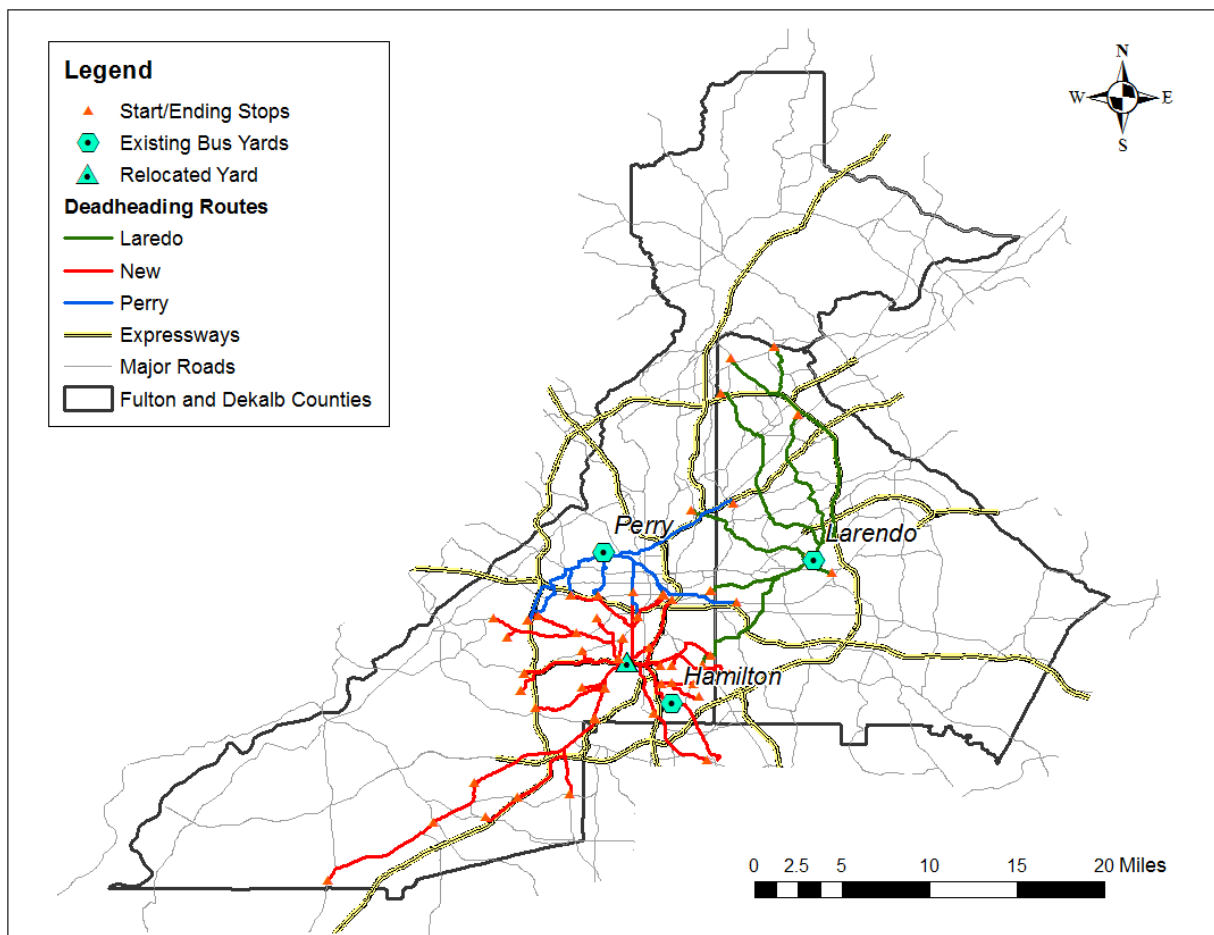 Legend
Start/Ending Stops
Existing Bus Yards
Relocated Yard
Deadheading Routes
Laredo
New
Perry
Expressways
Major Roads
Fulton and Dekalb Counties
N
W E
S
Perry
Larendo
Hamilton
0 2.5 5 10 15 20 Miles